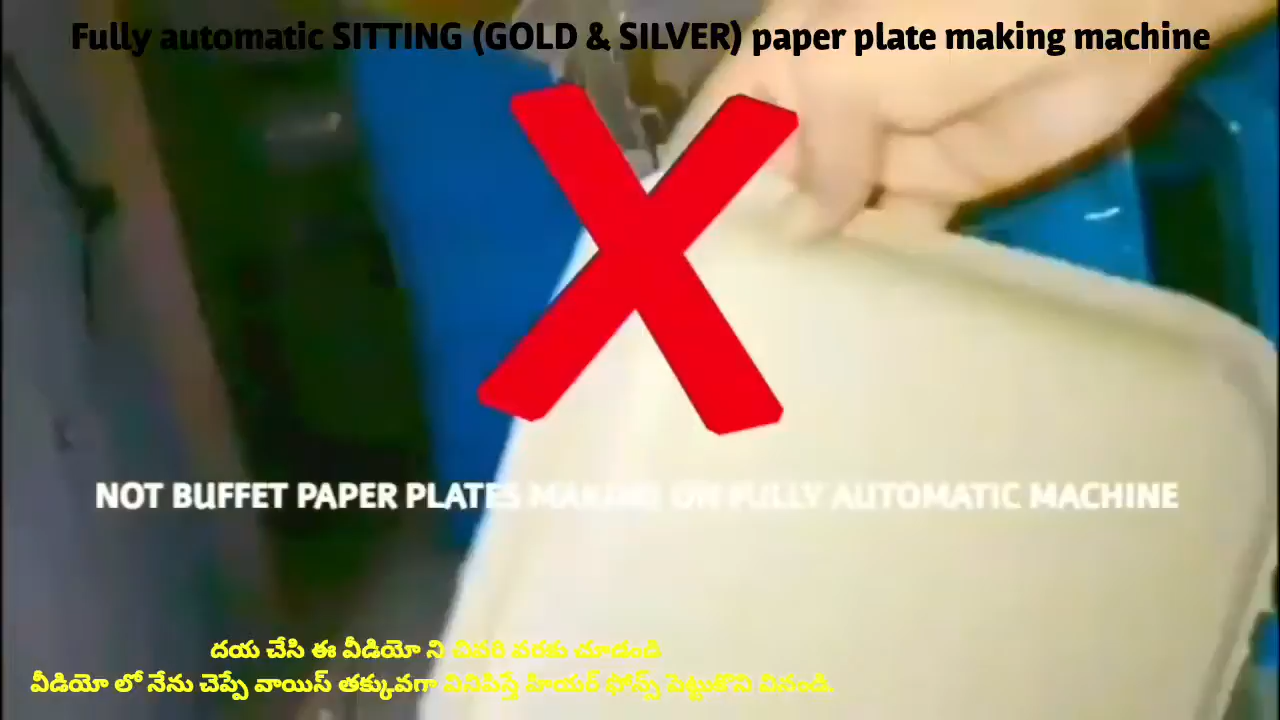 Fully automatic SITTING (GOLD & SILVER) paper plate making machine
NOT BUFFET PAPER PLATES MAKING ON FULLY AUTOMATIC MACHINE
దయ చేసి ఈ వీడియో ని చివరి వరకు చూడండి
వీడియో లో నేను చెప్పే వాయిస్ తక్కువగా వినిపిస్తే హియర్ ఫోన్స్ పెట్టుకొని వినండి.